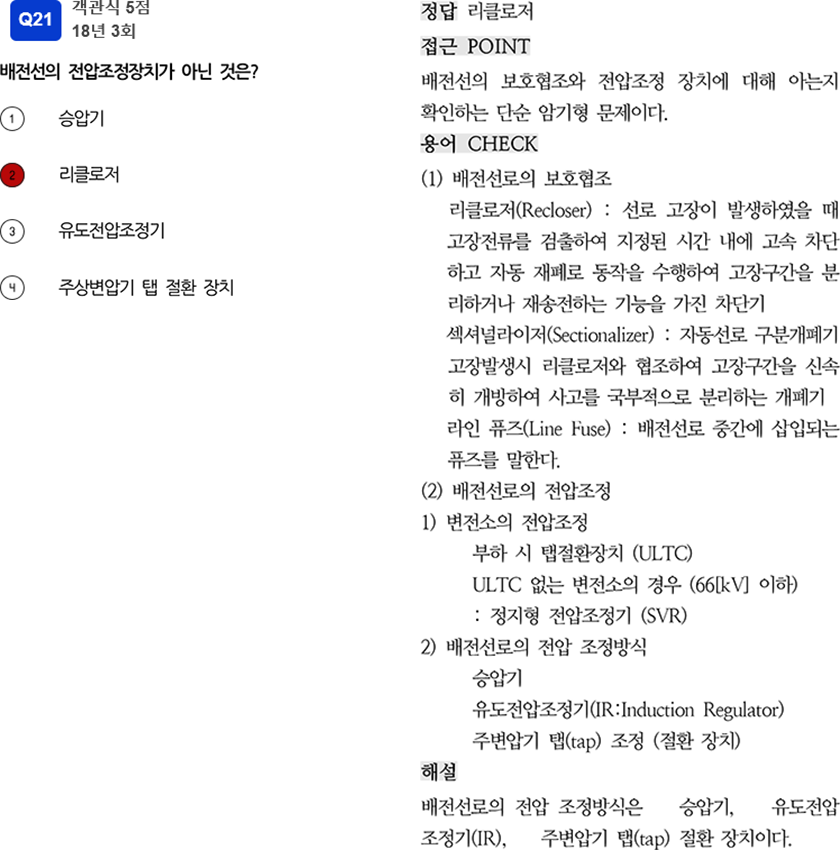 Q21
객관식 5점
18년 3회
배전선의 전압조정장치가 아닌 것은?
1 승압기
2 리클로저
3 유도전압조정기
4 주상변압기 탭 절환 장치
정답 리클로저
접근 POINT
배전선의 보호협조와 전압조정 장치에 대해 아는지
확인하는 단순 암기형 문제이다.
용어 CHECK
(1) 배전선로의 보호협조
리클로저(Recloser) : 선로 고장이 발생하였을 때
고장전류를 검출하여 지정된 시간 내에 고속 차단
하고 자동 재폐로 동작을 수행하여 고장구간을 분
리하거나 재송전하는 기능을 가진 차단기
섹셔널라이저(Sectionalizer) : 자동선로 구분개폐기
고장발생시 리클로저와 협조하여 고장구간을 신속
히 개방하여 사고를 국부적으로 분리하는 개폐기
라인 퓨즈(Line Fuse) : 배전선로 중간에 삽입되는
퓨즈를 말한다.
(2) 배전선로의 전압조정
1) 변전소의 전압조정
부하 시 탭절환장치 (ULTC)
ULTC 없는 변전소의 경우 (66[kV] 이하)
: 정지형 전압조정기 (SVR)
2) 배전선로의 전압 조정방식
승압기
유도전압조정기(IR:Induction Regulator)
주변압기 탭(tap) 조정 (절환 장치)
해설
배전선로의 전압 조정방식은 승압기, 유도전압
조정기(IR), 주변압기 탭(tap) 절환 장치이다.